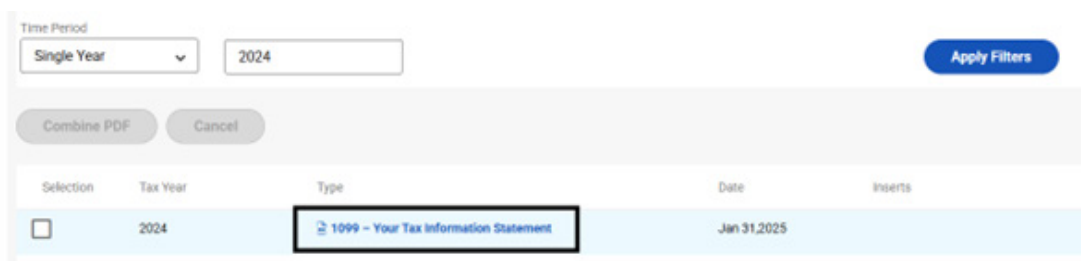 Time Period
Single Year 2024 Apply Filters
Combine PDF Cancel
Selection Tax Year Type Date Inserts
2024 1099 – Your Tax Information Statement Jan 31,2025